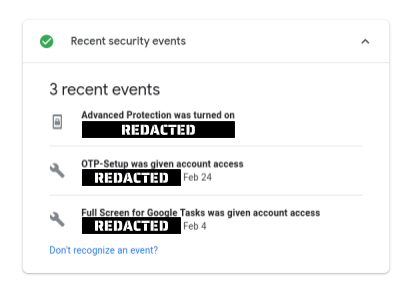 Recent security events
3 recent events
Advanced Protection was turned on
REDACTED
OTP-Setup was given account access
REDACTED Feb 24
Full Screen for Google Tasks was given account access
REDACTED Feb 4
Don't recognize an event?